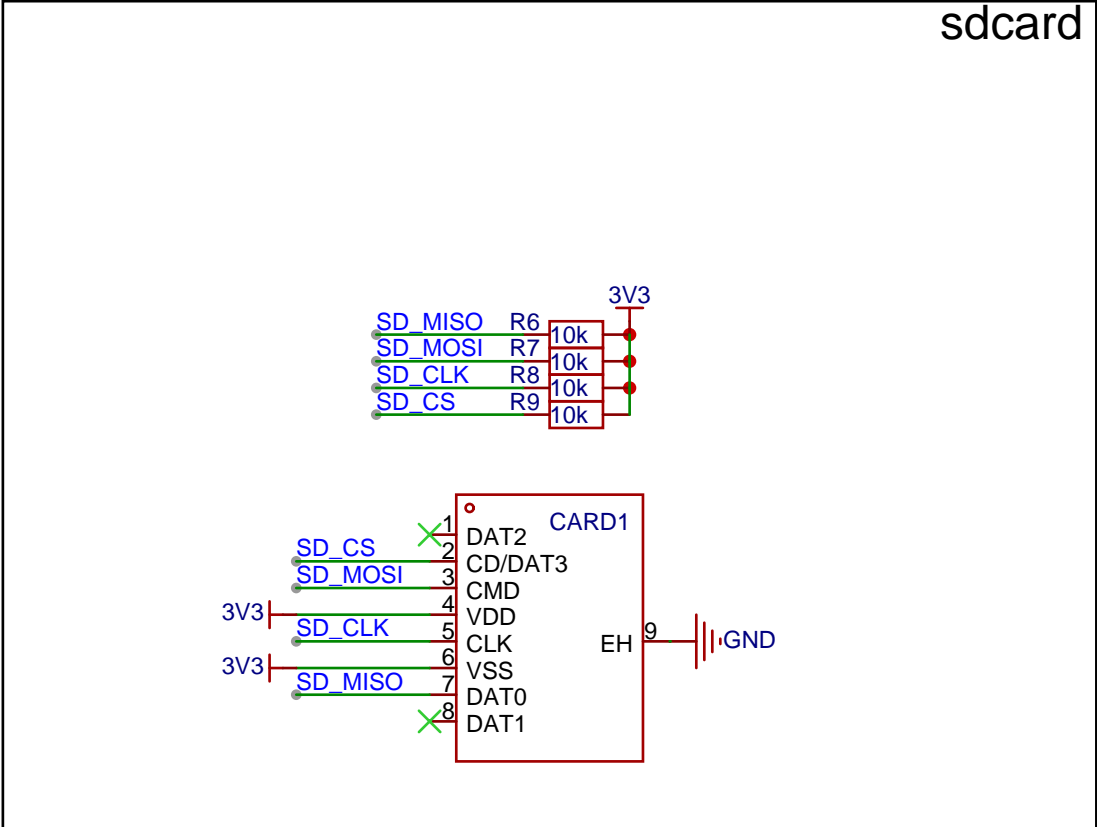 sdcard
3V3
SD_MISO R6 10k
SD_MOSI R7 10k
SD_CLK R8 10k
SD_CS R9 10k
CARD1
1 DAT2
SD_CS 2 CD/DAT3
SD_MOSI 3 CMD
3V3 4 VDD
SD_CLK 5 CLK
EH 9 GND
3V3 6 VSS
SD_MISO 7 DAT0
8 DAT1